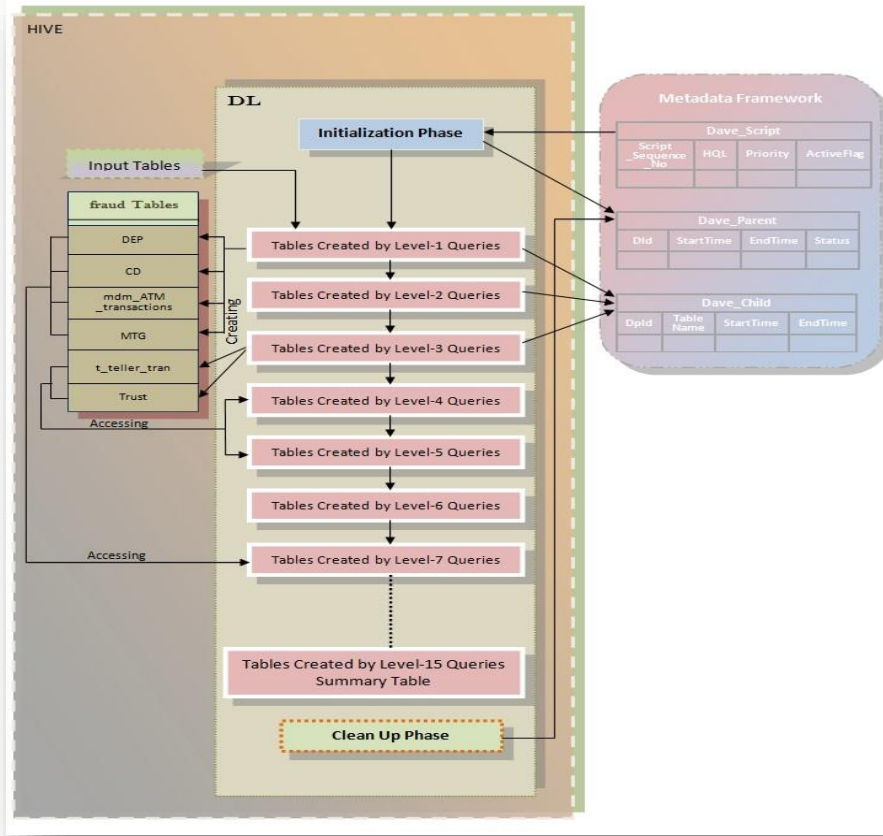 HIVE
DL
Initialization Phase
Input Tables
fraud Tables
DEP
CD
mdm_ATM
_transactions
MTG
t_teller_tran
Trust
Creating
Accessing
Accessing
Tables Created by Level-1 Queries
Tables Created by Level-2 Queries
Tables Created by Level-3 Queries
Tables Created by Level-4 Queries
Tables Created by Level-5 Queries
Tables Created by Level-6 Queries
Tables Created by Level-7 Queries
Tables Created by Level-15 Queries
Summary Table
Clean Up Phase
Metadata Framework
Dave_Script
Script
_Sequence
_No
HQL
Priority
ActiveFlag
Dave_Parent
DId
StartTime
EndTime
Status
Dave_Child
DpId
Table
Name
StartTime
EndTime